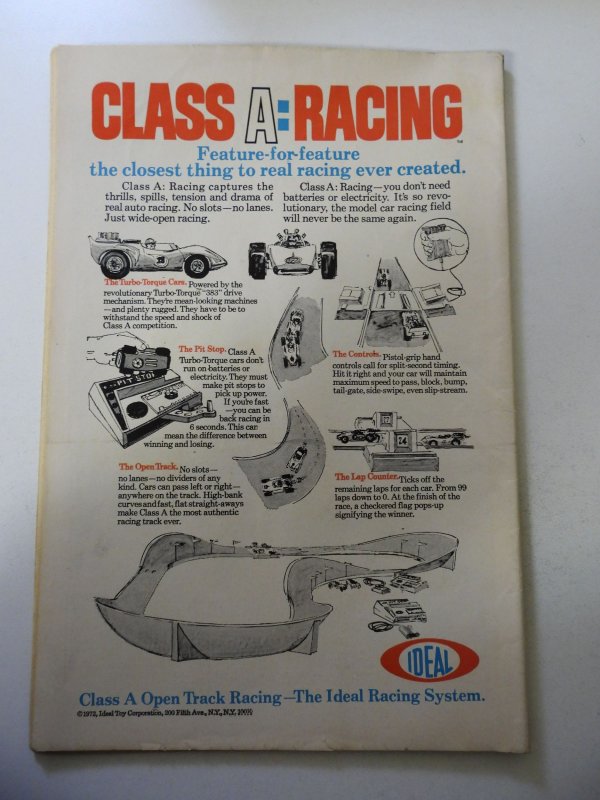 CLASS A: RACING™
Feature-for-feature
the closest thing to real racing ever created.
Class A: Racing captures the
thrills, spills, tension and drama of
real auto racing. No slots—no lanes.
Just wide-open racing.
Class A: Racing—you don't need
batteries or electricity. It's so revo-
lutionary, the model car racing field
will never be the same again.
The Turbo-Torque Cars. Powered by the
revolutionary Turbo-Torque "383" drive
mechanism. They're mean-looking machines
—and plenty rugged. They have to be to
withstand the speed and shock of
Class A competition.
The Pit Stop. Class A
Turbo-Torque cars don't
run on batteries or
electricity. They must
make pit stops to
pick up power.
If you're fast
—you can be
back racing in
6 seconds. This can
mean the difference between
winning and losing.
PIT STOP
The Controls. Pistol-grip hand
controls call for split-second timing.
Hit it right and your car will maintain
maximum speed to pass, block, bump,
tail-gate, side-swipe, even slip-stream.
The Open Track. No slots—
no lanes—no dividers of any
kind. Cars can pass left or right—
anywhere on the track. High-bank
curves and fast, flat straight-aways
make Class A the most authentic
racing track ever.
The Lap Counter. Ticks off the
remaining laps for each car. From 99
laps down to 0. At the finish of the
race, a checkered flag pops-up
signifying the winner.
IDEAL
Class A Open Track Racing—The Ideal Racing System.
©1972, Ideal Toy Corporation, 200 Fifth Ave., N.Y., N.Y. 10010